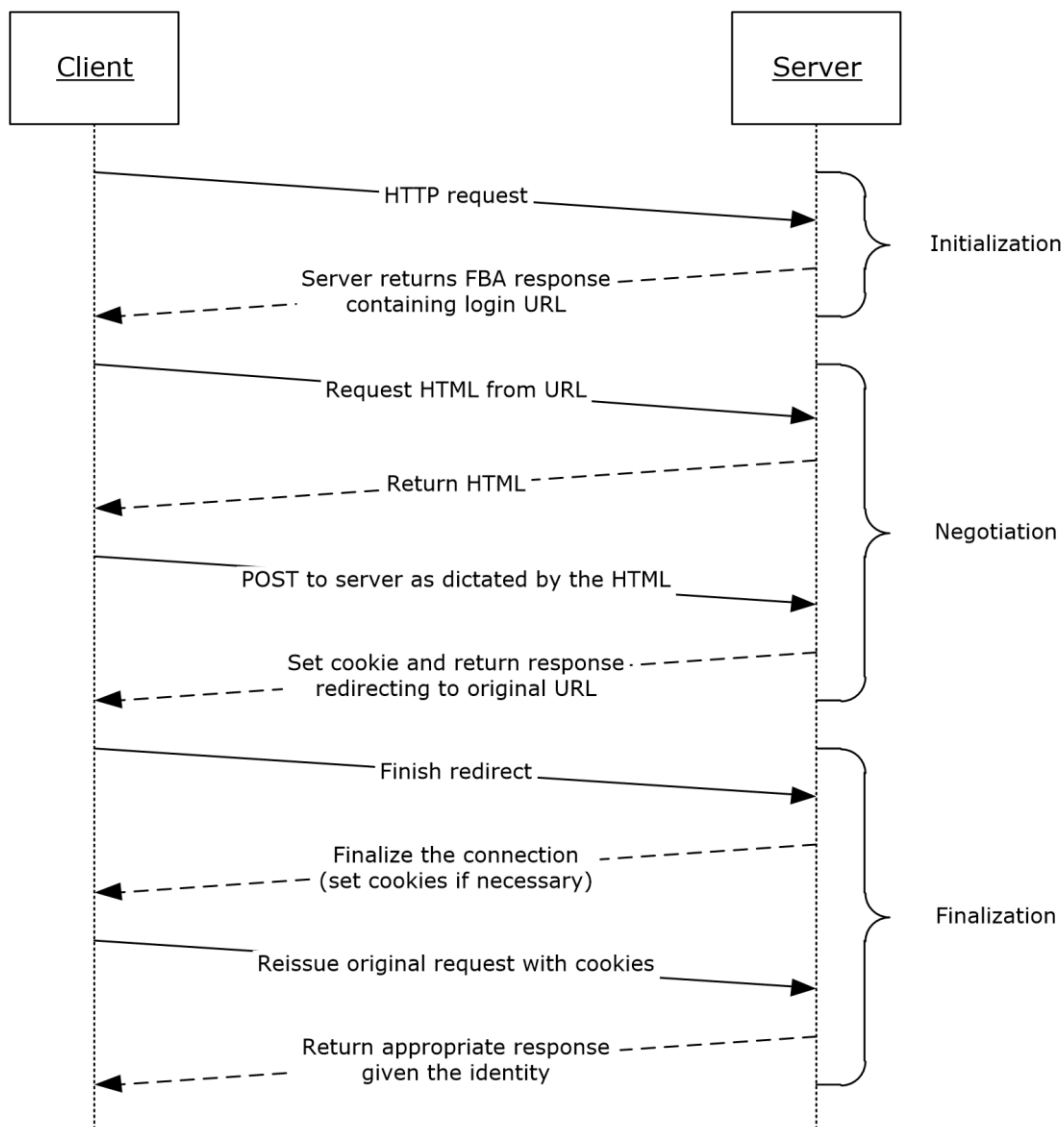 Client
Server
HTTP request
Initialization
Server returns FBA response
containing login URL
Request HTML from URL
Return HTML
Negotiation
POST to server as dictated by the HTML
Set cookie and return response
redirecting to original URL
Finish redirect
Finalize the connection
(set cookies if necessary)
Finalization
Reissue original request with cookies
Return appropriate response
given the identity